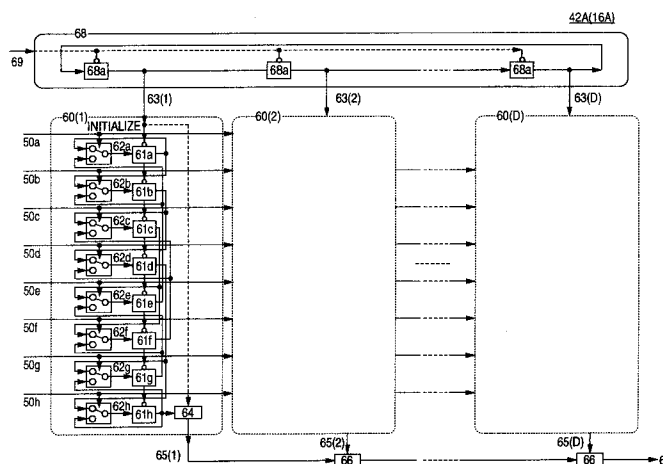 42A(16A)
68
69
68a
68a
68a
63(1)
63(2)
63(D)
60(1)
60(2)
60(D)
INITIALIZE
50a
62a
61a
50b
62b
61b
50c
62c
61c
50d
62d
61d
50e
62e
61e
50f
62f
61f
50g
62g
61g
50h
62h
61h
64
65(1)
65(2)
65(D)
66
66